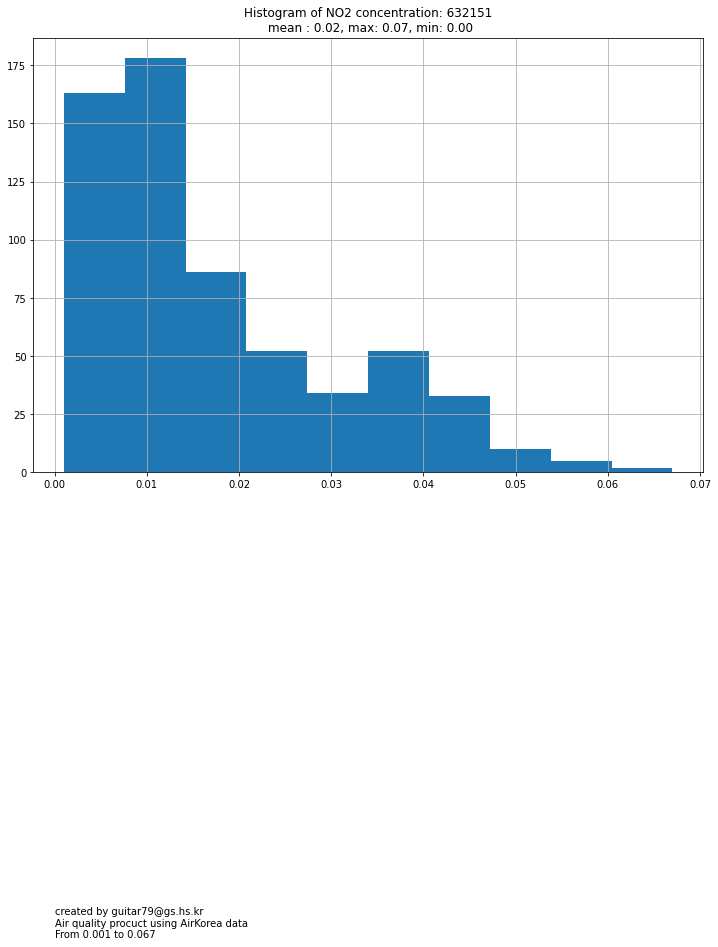 Histogram of NO2 concentration: 632151
mean : 0.02, max: 0.07, min: 0.00
175
150
125
100
75
50
25
0
0.00 0.01 0.02 0.03 0.04 0.05 0.06 0.07
created by guitar79@gs.hs.kr
Air quality procuct using AirKorea data
From 0.001 to 0.067